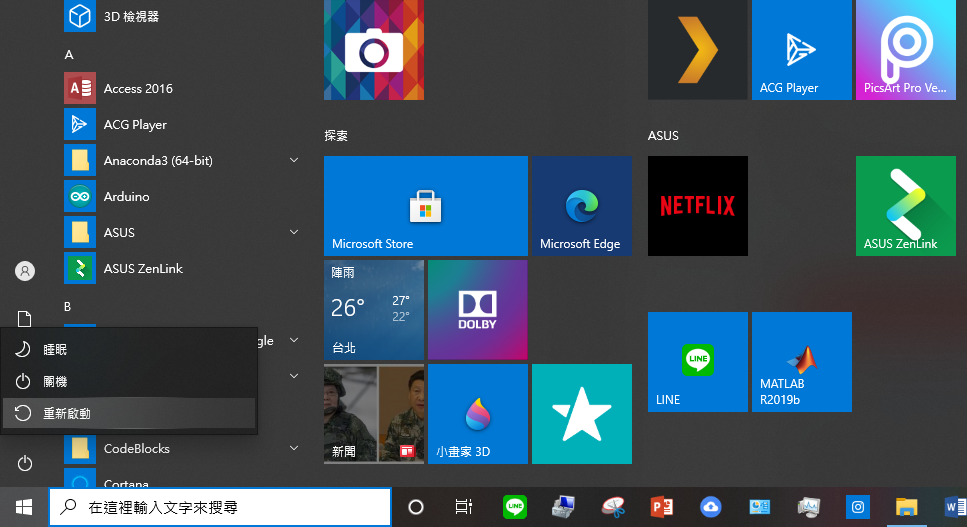 3D 檢視器
A
Access 2016
ACG Player
Anaconda3 (64-bit)
Arduino
ASUS
ASUS ZenLink
B
gle
睡眠
關機
重新啟動
CodeBlocks
Cortana
ACG Player
PicsArt Pro Ve...
探索
ASUS
Microsoft Store
Microsoft Edge
NETFLIX
ASUS ZenLink
陣雨
26°
27°
22°
台北
DOLBY
LINE
LINE
MATLAB
R2019b
新聞
小畫家 3D
在這裡輸入文字來搜尋